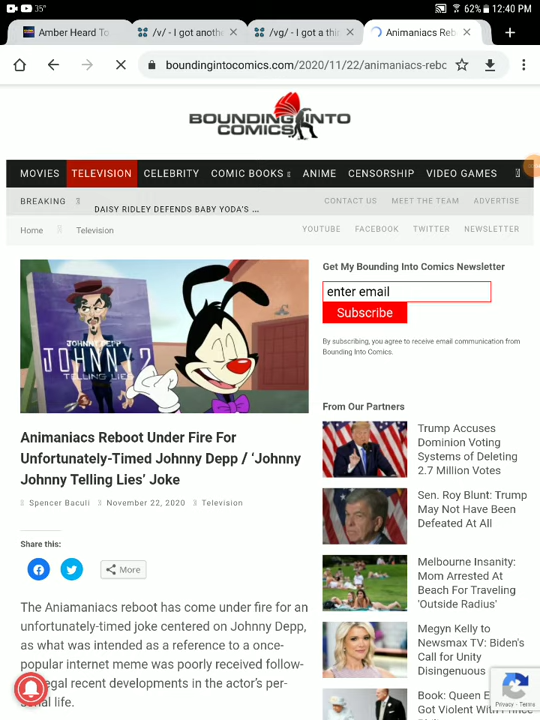 35°
62% 12:40 PM
Amber Heard To
/v/ - I got anoth
/vg/ - I got a thir
Animaniacs Reb
boundingintocomics.com/2020/11/22/animaniacs-rebc
BOUNDING INTO
COMICS
MOVIES TELEVISION CELEBRITY COMIC BOOKS ANIME CENSORSHIP VIDEO GAMES
BREAKING
DAISY RIDLEY DEFENDS BABY YODA'S ...
CONTACT US MEET THE TEAM ADVERTISE
Home Television
YOUTUBE FACEBOOK TWITTER NEWSLETTER
JOHNNY DEPP
JOHNNY 2
TELLING LIES
Animaniacs Reboot Under Fire For
Unfortunately-Timed Johnny Depp / ‘Johnny
Johnny Telling Lies’ Joke
Spencer Baculi November 22, 2020 Television
Share this:
More
The Aniamaniacs reboot has come under fire for an
unfortunately-timed joke centered on Johnny Depp,
as what was intended as a reference to a once-
popular internet meme was poorly received follow-
egal recent developments in the actor’s per-
nal life.
Get My Bounding Into Comics Newsletter
enter email
Subscribe
By subscribing, you agree to receive email communication from
Bounding Into Comics.
From Our Partners
Trump Accuses
Dominion Voting
Systems of Deleting
2.7 Million Votes
Sen. Roy Blunt: Trump
May Not Have Been
Defeated At All
Melbourne Insanity:
Mom Arrested At
Beach For Traveling
'Outside Radius'
Megyn Kelly to
Newsmax TV: Biden's
Call for Unity
Disingenuous
Book: Queen E
Got Violent With
Privacy - Terms